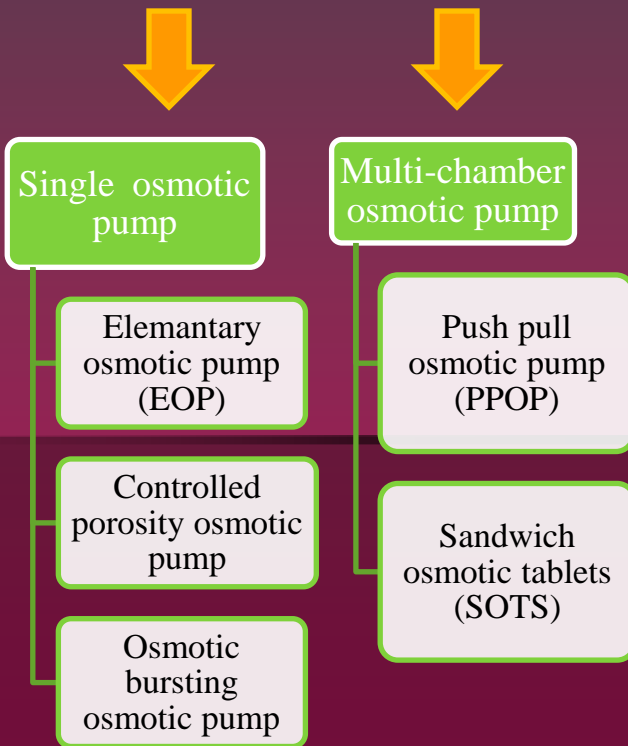 Single osmotic
pump
Elemantary
osmotic pump
(EOP)
Controlled
porosity osmotic
pump
Osmotic
bursting
osmotic pump
Multi-chamber
osmotic pump
Push pull
osmotic pump
(PPOP)
Sandwich
osmotic tablets
(SOTS)